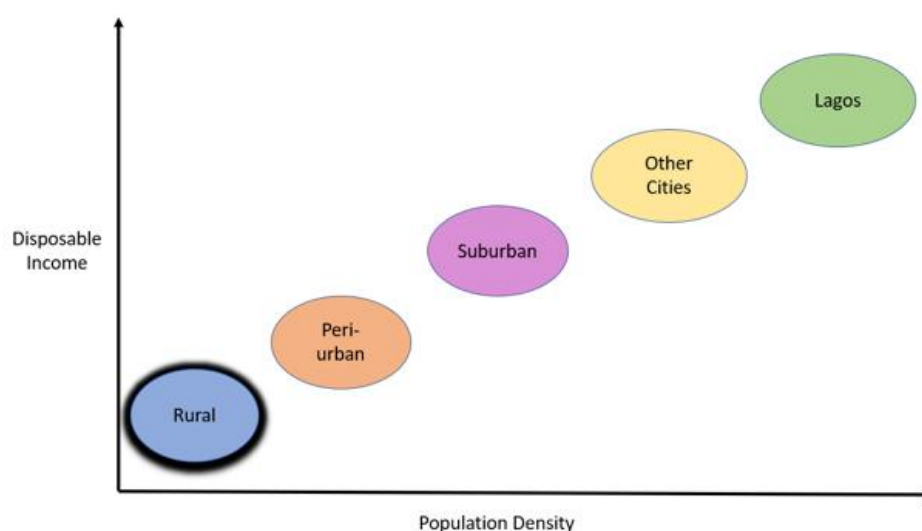 Lagos
Other
Cities
Suburban
Disposable
Income
Peri-
urban
Rural
Population Density